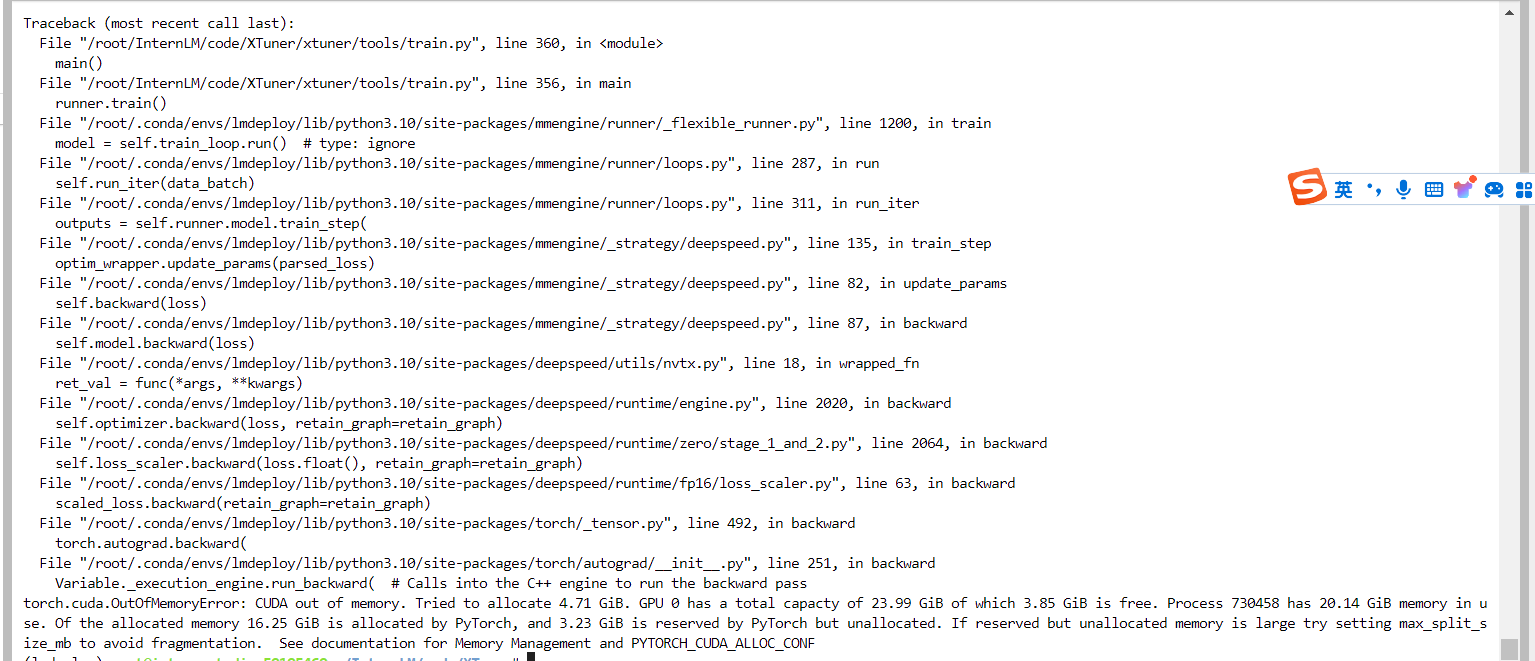 Traceback (most recent call last):
  File "/root/InternLM/code/XTuner/xtuner/tools/train.py", line 360, in <module>
    main()
  File "/root/InternLM/code/XTuner/xtuner/tools/train.py", line 356, in main
    runner.train()
  File "/root/.conda/envs/lmdeploy/lib/python3.10/site-packages/mmengine/runner/_flexible_runner.py", line 1200, in train
    model = self.train_loop.run()  # type: ignore
  File "/root/.conda/envs/lmdeploy/lib/python3.10/site-packages/mmengine/runner/loops.py", line 287, in run
    self.run_iter(data_batch)
  File "/root/.conda/envs/lmdeploy/lib/python3.10/site-packages/mmengine/runner/loops.py", line 311, in run_iter
    outputs = self.runner.model.train_step(
  File "/root/.conda/envs/lmdeploy/lib/python3.10/site-packages/mmengine/_strategy/deepspeed.py", line 135, in train_step
    optim_wrapper.update_params(parsed_loss)
  File "/root/.conda/envs/lmdeploy/lib/python3.10/site-packages/mmengine/_strategy/deepspeed.py", line 82, in update_params
    self.backward(loss)
  File "/root/.conda/envs/lmdeploy/lib/python3.10/site-packages/mmengine/_strategy/deepspeed.py", line 87, in backward
    self.model.backward(loss)
  File "/root/.conda/envs/lmdeploy/lib/python3.10/site-packages/deepspeed/utils/nvtx.py", line 18, in wrapped_fn
    ret_val = func(*args, **kwargs)
  File "/root/.conda/envs/lmdeploy/lib/python3.10/site-packages/deepspeed/runtime/engine.py", line 2020, in backward
    self.optimizer.backward(loss, retain_graph=retain_graph)
  File "/root/.conda/envs/lmdeploy/lib/python3.10/site-packages/deepspeed/runtime/zero/stage_1_and_2.py", line 2064, in backward
    self.loss_scaler.backward(loss.float(), retain_graph=retain_graph)
  File "/root/.conda/envs/lmdeploy/lib/python3.10/site-packages/deepspeed/runtime/fp16/loss_scaler.py", line 63, in backward
    scaled_loss.backward(retain_graph=retain_graph)
  File "/root/.conda/envs/lmdeploy/lib/python3.10/site-packages/torch/_tensor.py", line 492, in backward
    torch.autograd.backward(
  File "/root/.conda/envs/lmdeploy/lib/python3.10/site-packages/torch/autograd/__init__.py", line 251, in backward
    Variable._execution_engine.run_backward(  # Calls into the C++ engine to run the backward pass
torch.cuda.OutOfMemoryError: CUDA out of memory. Tried to allocate 4.71 GiB. GPU 0 has a total capacty of 23.99 GiB of which 3.85 GiB is free. Process 730458 has 20.14 GiB memory in u
se. Of the allocated memory 16.25 GiB is allocated by PyTorch, and 3.23 GiB is reserved by PyTorch but unallocated. If reserved but unallocated memory is large try setting max_split_s
ize_mb to avoid fragmentation.  See documentation for Memory Management and PYTORCH_CUDA_ALLOC_CONF
S 英